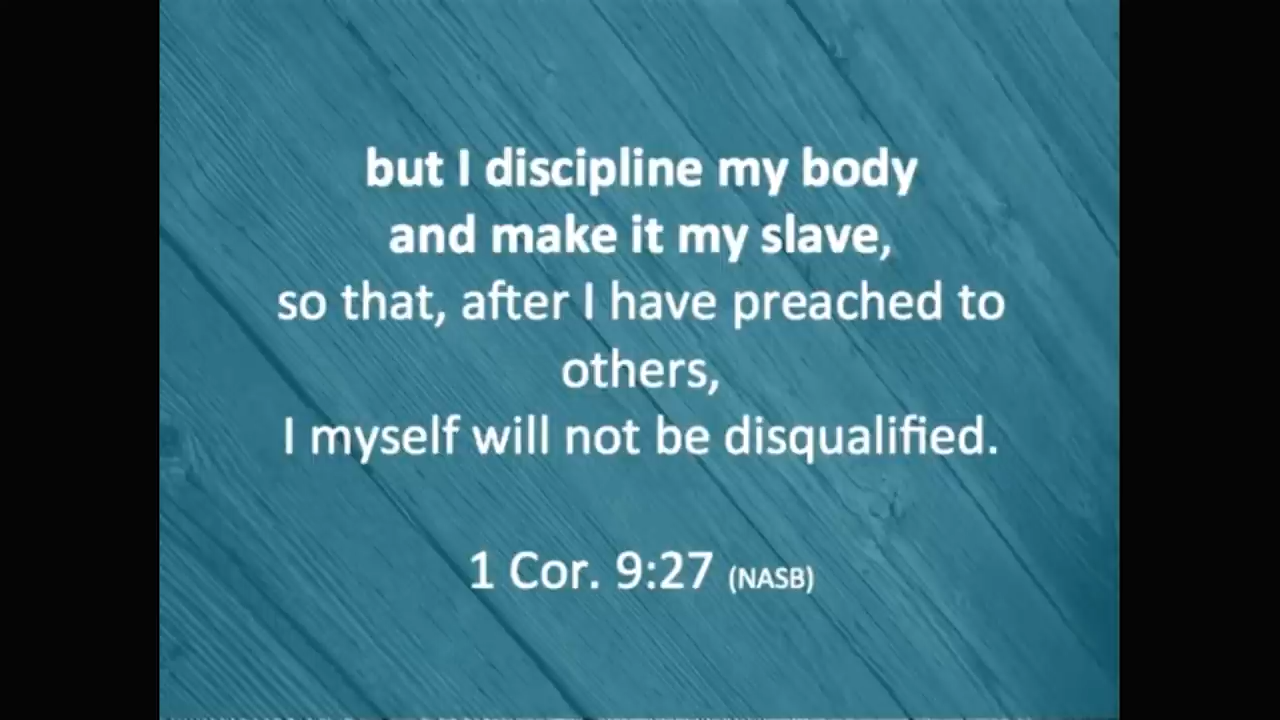 but I discipline my body
and make it my slave,
so that, after I have preached to
others,
I myself will not be disqualified.
1 Cor. 9:27 (NASB)